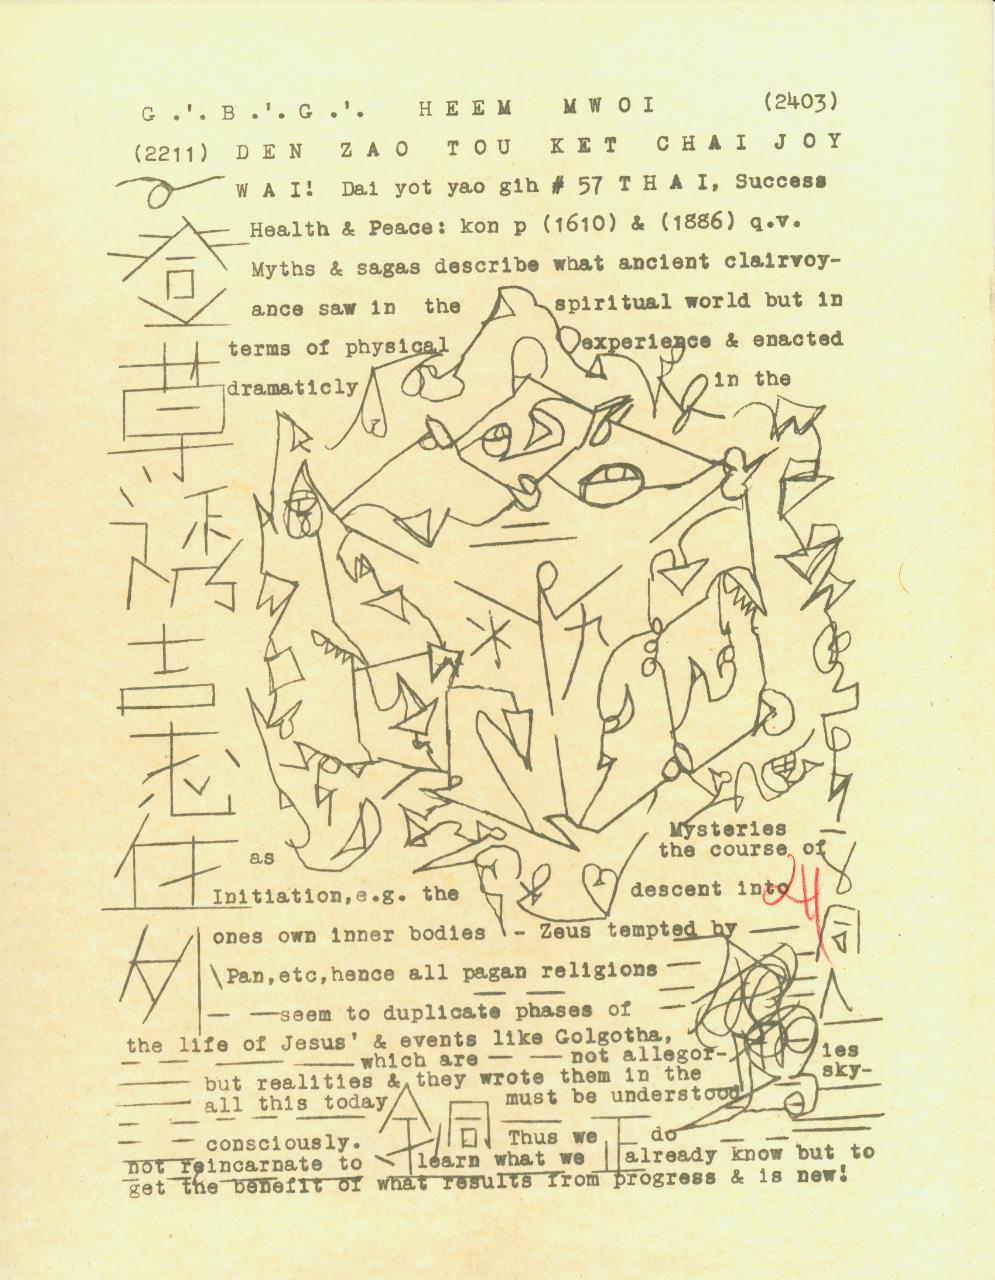 G.'.B.'.G.'. HEEM MWOI (2403)
(2211) DEN ZAO TOU KET CHAI JOY
WAI! Dai yot yao gih # 57 THAI, Success
Health & Peace: kon p (1610) & (1886) q.v.
Myths & sagas describe what ancient clairvoy-
ance saw in the spiritual world but in
terms of physical experience & enacted
dramaticly in the
Mysteries
as the course of
Initiation,e.g. the descent into
24
ones own inner bodies - Zeus tempted by
Pan,etc,hence all pagan religions
seem to duplicate phases of
the life of Jesus' & events like Golgotha,
which are not allegor-ies
but realities & they wrote them in the sky-
all this today must be understood
consciously. Thus we do
not reincarnate to learn what we already know but to
get the benefit of what results from progress & is new!